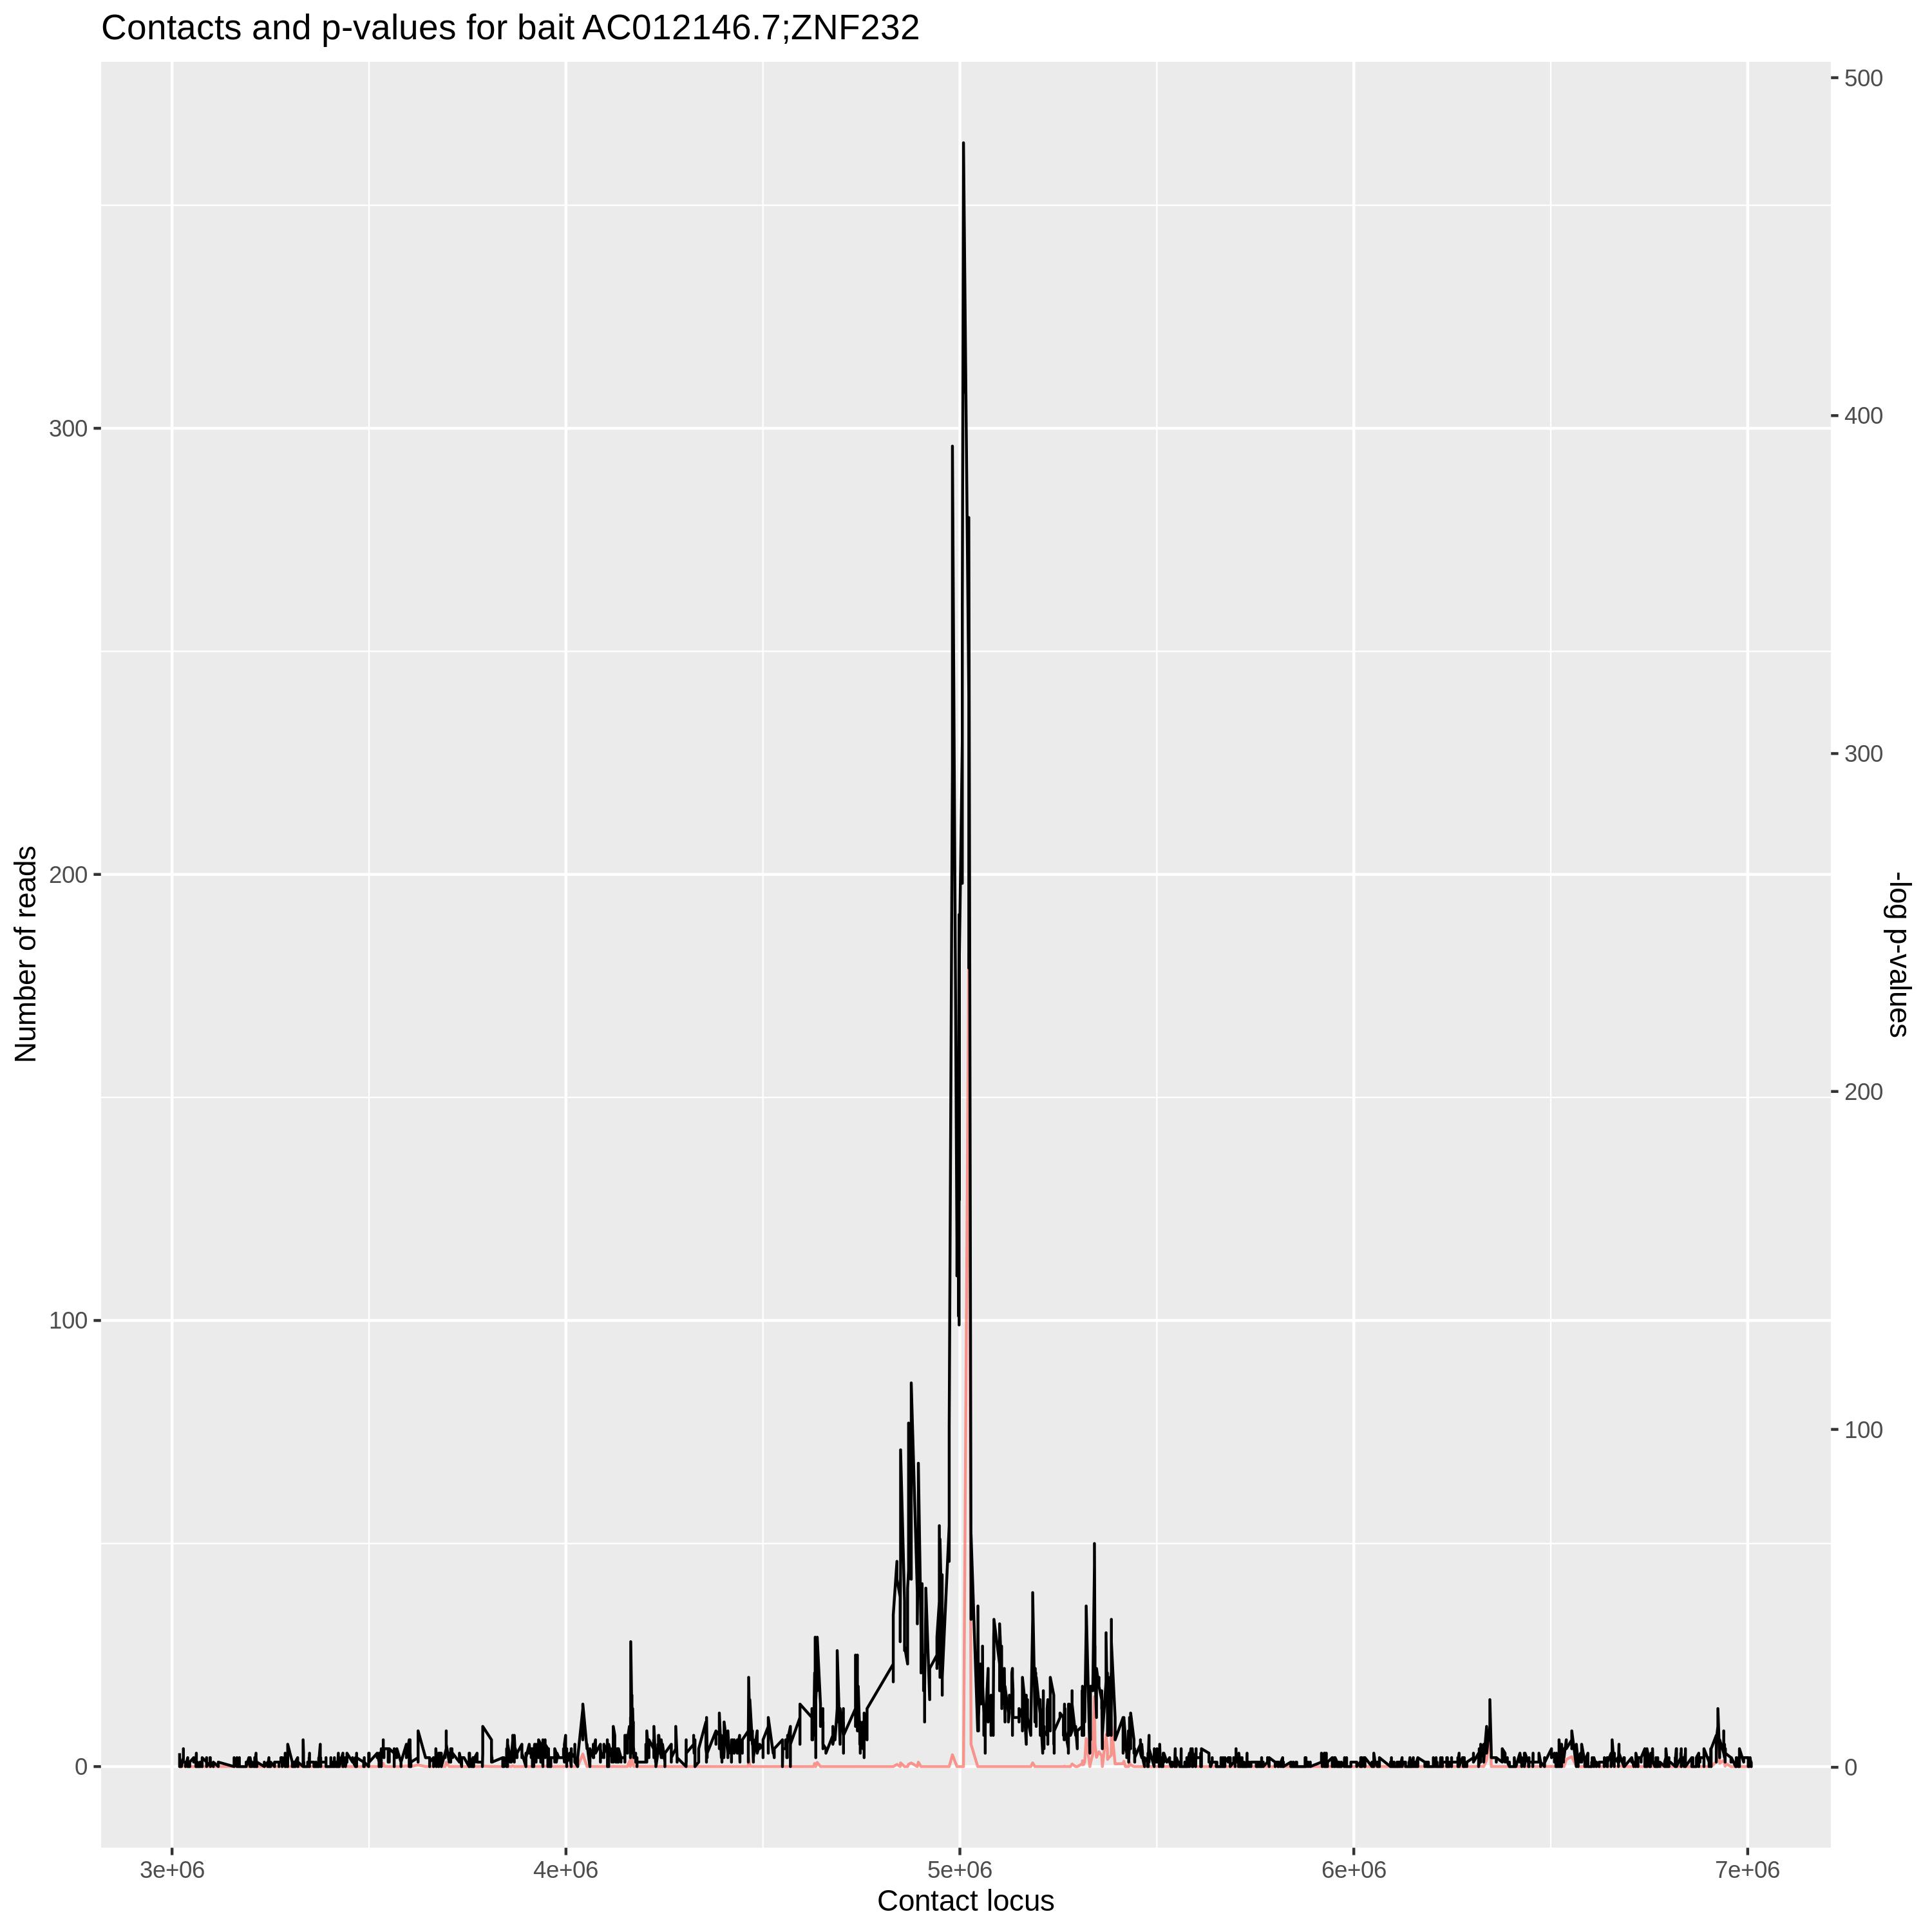 Contacts and p-values for bait AC012146.7;ZNF232
Number of reads
300
200
100
0
500
400
300
200
100
0
-log p-values
3e+06 4e+06 5e+06 6e+06 7e+06
Contact locus